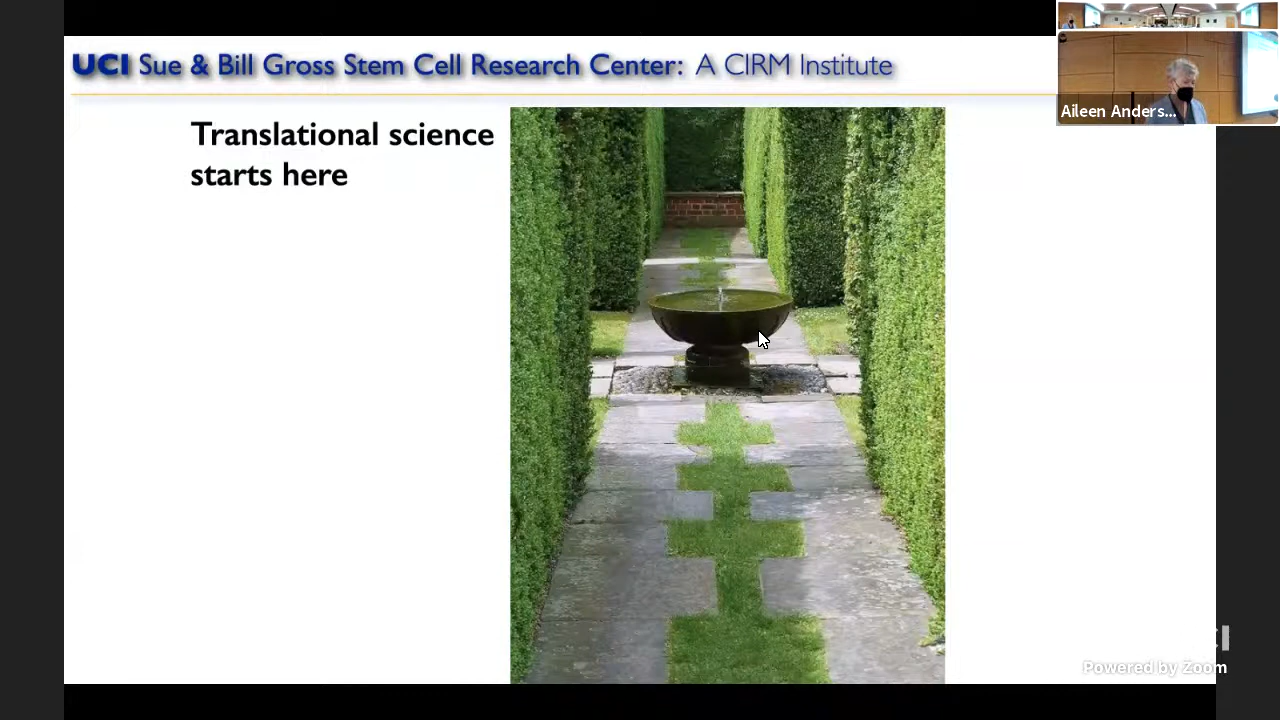 UCI Sue & Bill Gross Stem Cell Research Center: A CIRM Institute
Aileen Anders...
Translational science
starts here
Powered by Zoom